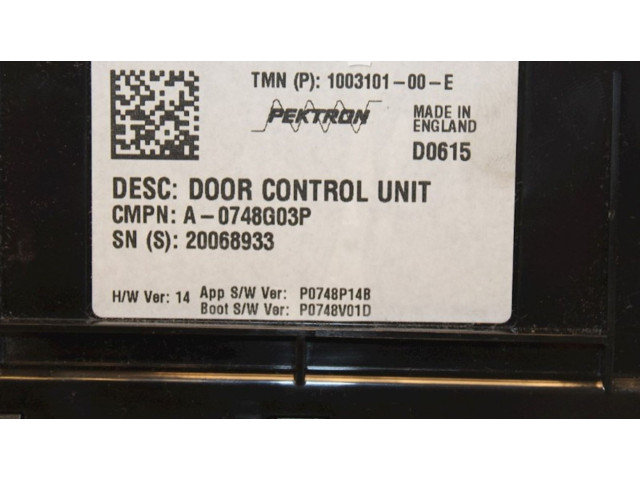 TMN (P): 1003101-00-E
PEKTRON
MADE IN
ENGLAND
D0615
DESC: DOOR CONTROL UNIT
CMPN: A-0748G03P
SN (S): 20068933
H/W Ver: 14 App S/W Ver: P0748P14B
Boot S/W Ver: P0748V01D